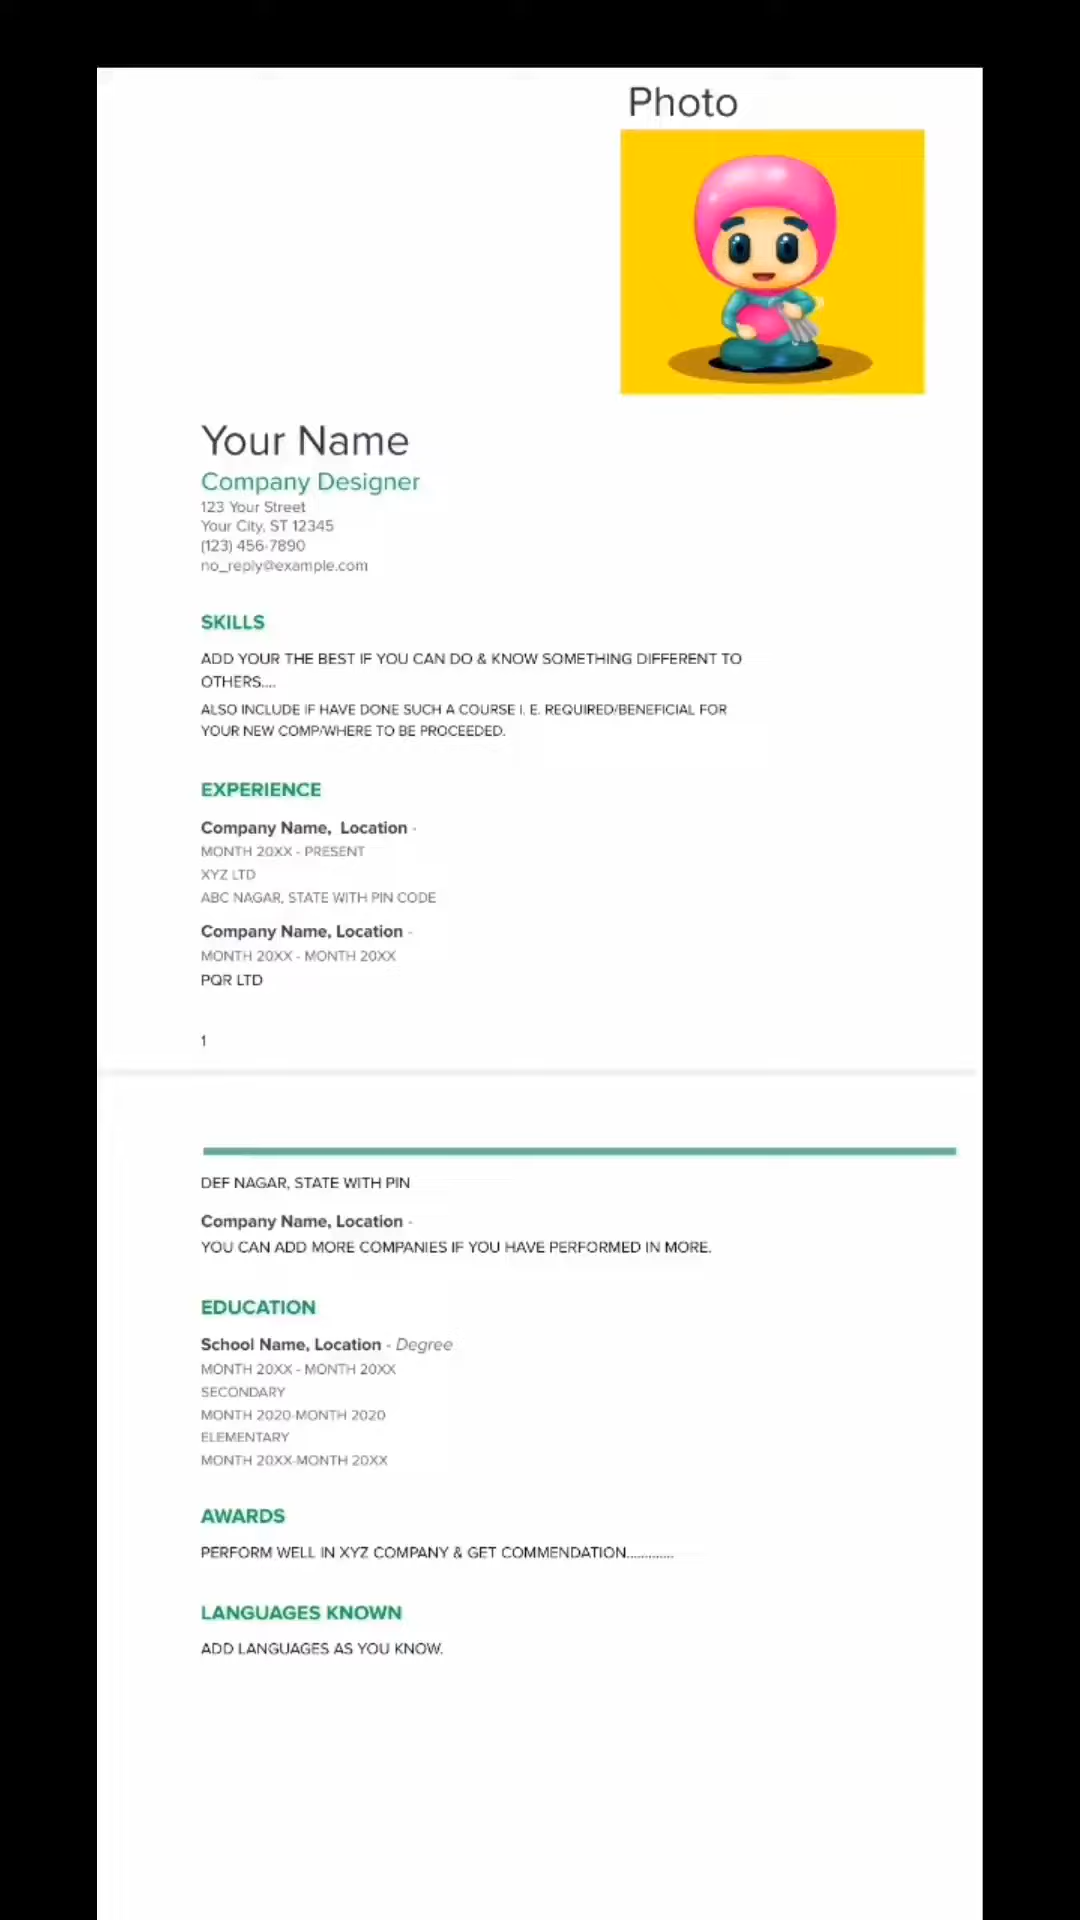 Photo
Your Name
Company Designer
123 Your Street
Your City, ST 12345
(123) 456-7890
no_reply@example.com
SKILLS
ADD YOUR THE BEST IF YOU CAN DO & KNOW SOMETHING DIFFERENT TO
OTHERS....
ALSO INCLUDE IF HAVE DONE SUCH A COURSE I. E. REQUIRED/BENEFICIAL FOR
YOUR NEW COMP/WHERE TO BE PROCEEDED.
EXPERIENCE
Company Name,  Location -
MONTH 20XX - PRESENT
XYZ LTD
ABC NAGAR, STATE WITH PIN CODE
Company Name, Location -
MONTH 20XX - MONTH 20XX
PQR LTD
1
DEF NAGAR, STATE WITH PIN
Company Name, Location -
YOU CAN ADD MORE COMPANIES IF YOU HAVE PERFORMED IN MORE.
EDUCATION
School Name, Location - Degree
MONTH 20XX - MONTH 20XX
SECONDARY
MONTH 2020-MONTH 2020
ELEMENTARY
MONTH 20XX-MONTH 20XX
AWARDS
PERFORM WELL IN XYZ COMPANY & GET COMMENDATION.............
LANGUAGES KNOWN
ADD LANGUAGES AS YOU KNOW.